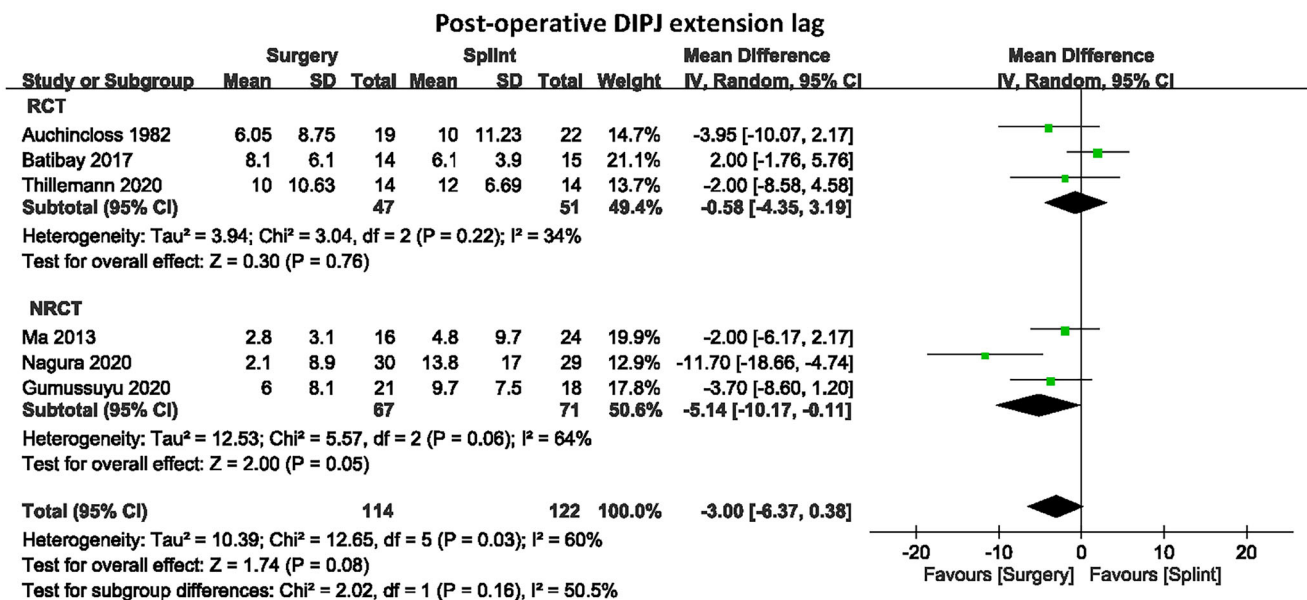 Post-operative DIPJ extension lag
Surgery Splint Mean Difference Mean Difference
Study or Subgroup Mean SD Total Mean SD Total Weight IV, Random, 95% CI IV, Random, 95% CI
RCT
Auchincloss 1982 6.05 8.75 19 10 11.23 22 14.7% -3.95 [-10.07, 2.17]
Batibay 2017 8.1 6.1 14 6.1 3.9 15 21.1% 2.00 [-1.76, 5.76]
Thillemann 2020 10 10.63 14 12 6.69 14 13.7% -2.00 [-8.58, 4.58]
Subtotal (95% CI) 47 51 49.4% -0.58 [-4.35, 3.19]
Heterogeneity: Tau² = 3.94; Chi² = 3.04, df = 2 (P = 0.22); I² = 34%
Test for overall effect: Z = 0.30 (P = 0.76)
NRCT
Ma 2013 2.8 3.1 16 4.8 9.7 24 19.9% -2.00 [-6.17, 2.17]
Nagura 2020 2.1 8.9 30 13.8 17 29 12.9% -11.70 [-18.66, -4.74]
Gumussuyu 2020 6 8.1 21 9.7 7.5 18 17.8% -3.70 [-8.60, 1.20]
Subtotal (95% CI) 67 71 50.6% -5.14 [-10.17, -0.11]
Heterogeneity: Tau² = 12.53; Chi² = 5.57, df = 2 (P = 0.06); I² = 64%
Test for overall effect: Z = 2.00 (P = 0.05)
Total (95% CI) 114 122 100.0% -3.00 [-6.37, 0.38]
Heterogeneity: Tau² = 10.39; Chi² = 12.65, df = 5 (P = 0.03); I² = 60%
Test for overall effect: Z = 1.74 (P = 0.08)
Test for subgroup differences: Chi² = 2.02, df = 1 (P = 0.16), I² = 50.5%
-20 -10 0 10 20
Favours [Surgery] Favours [Splint]